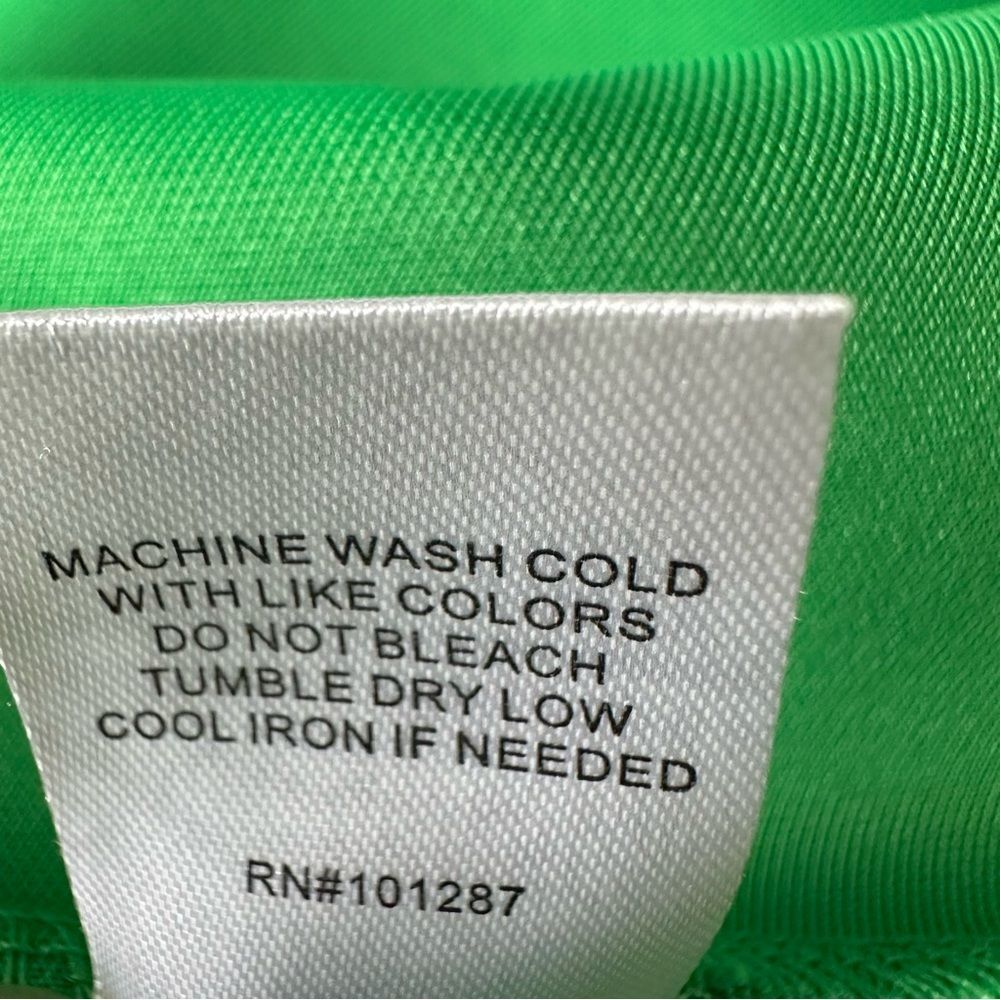 MACHINE WASH COLD
WITH LIKE COLORS
DO NOT BLEACH
TUMBLE DRY LOW
COOL IRON IF NEEDED
RN#101287